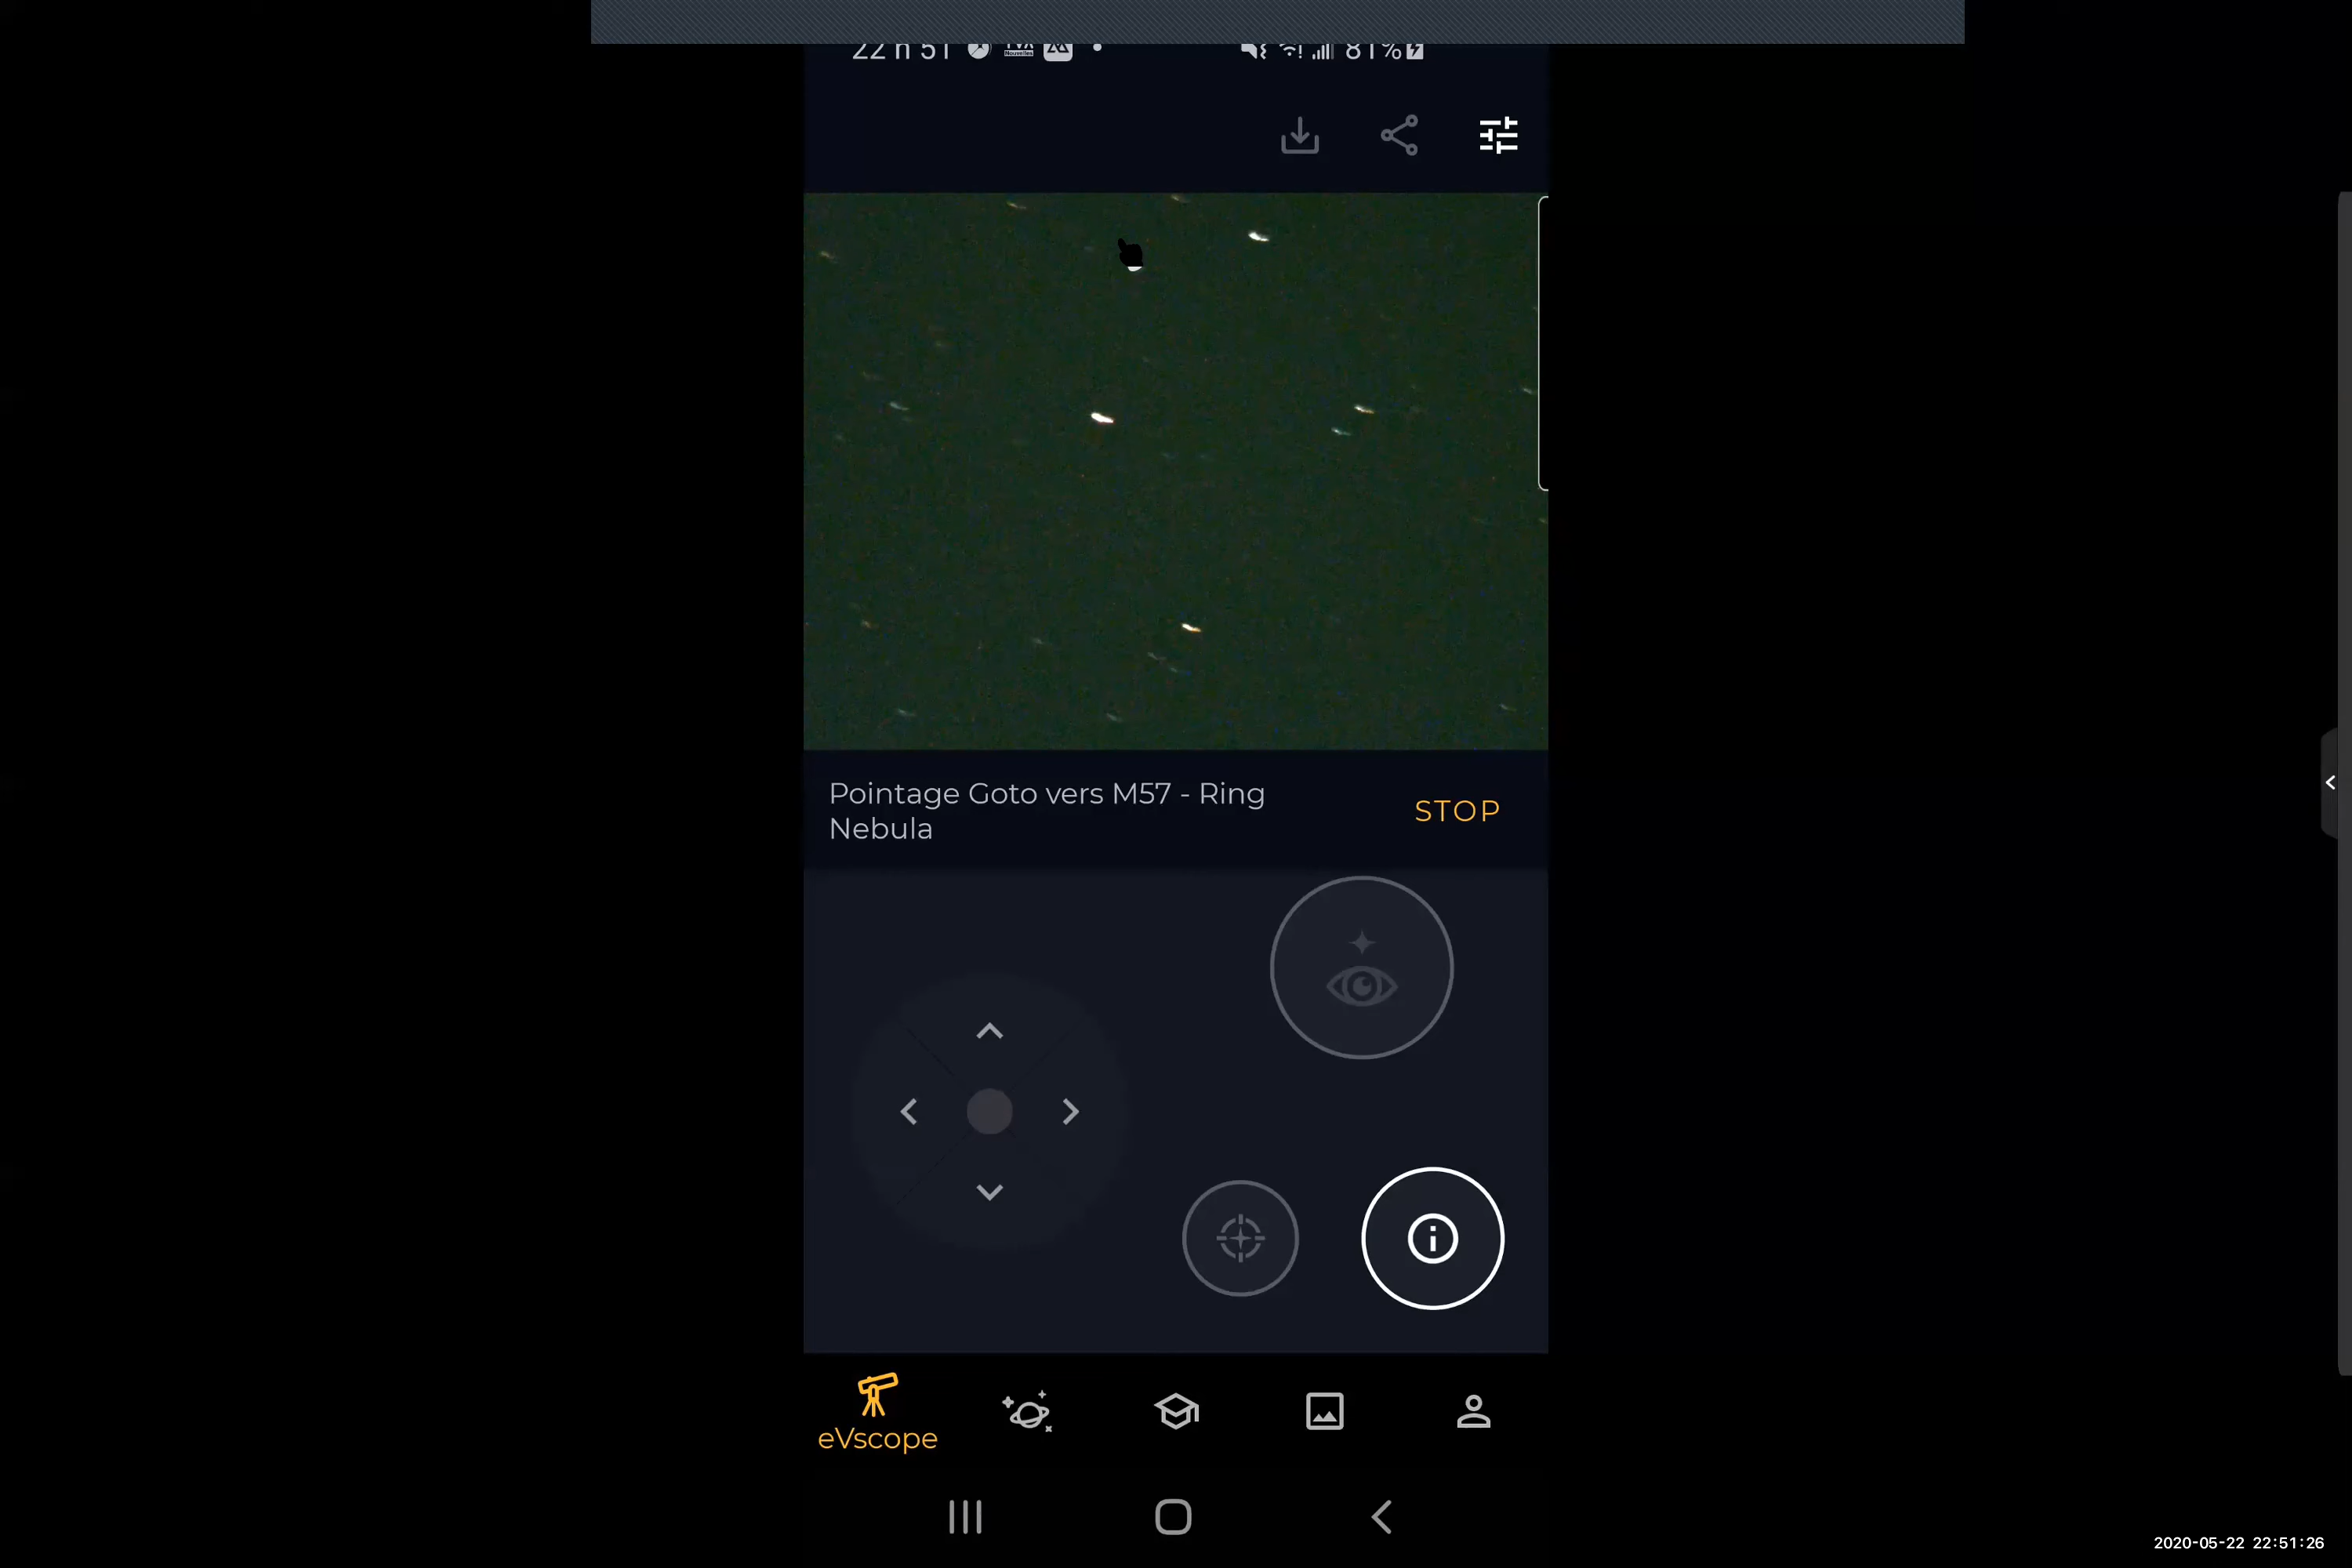 22 h 51 81%
Pointage Goto vers M57 - Ring
Nebula
STOP
eVscope
2020-05-22 22:51:26